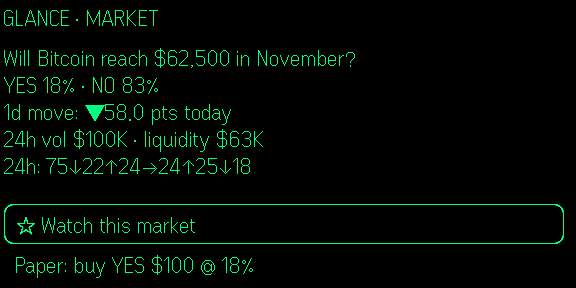 GLANCE · MARKET
Will Bitcoin reach $62,500 in November?
YES 18% · NO 83%
1d move: ▼58.0 pts today
24h vol $100K · liquidity $63K
24h: 75↓22↑24→24↑25↓18
☆ Watch this market
Paper: buy YES $100 @ 18%